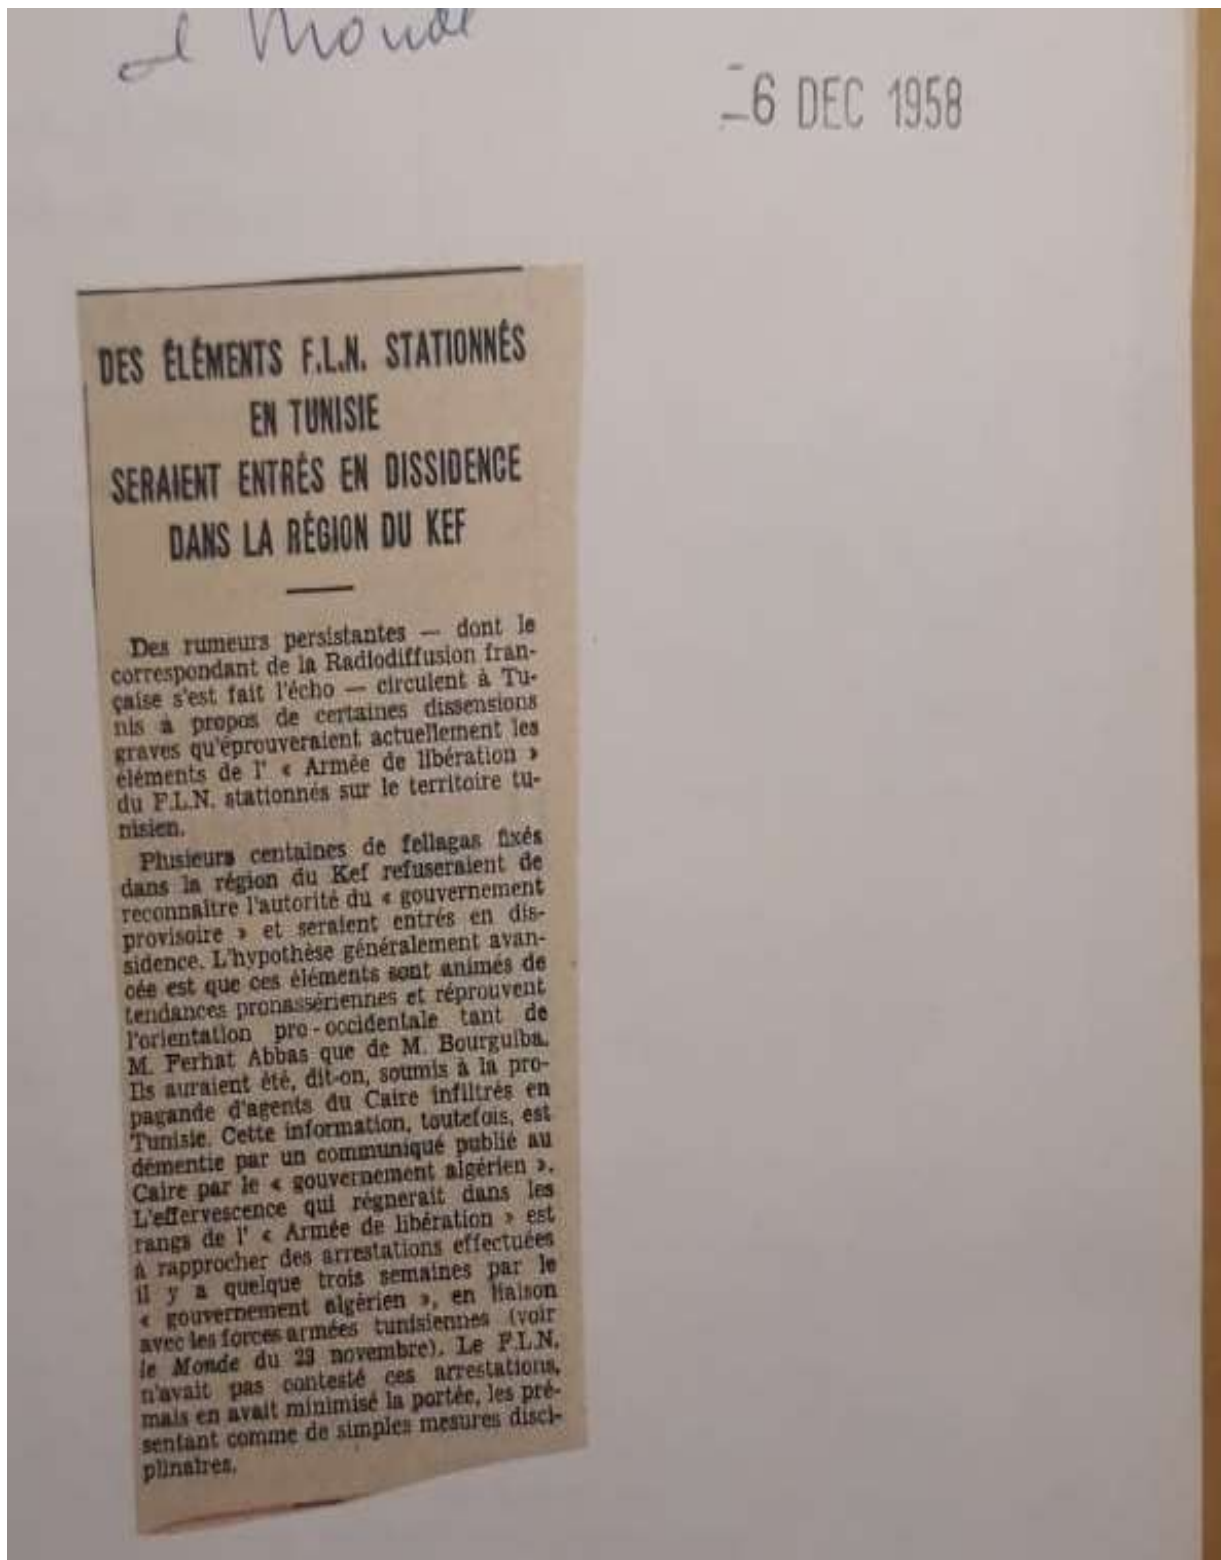 Le Monde
-6 DEC 1958
DES ÉLÉMENTS F.L.N. STATIONNÉS
EN TUNISIE
SERAIENT ENTRÉS EN DISSIDENCE
DANS LA RÉGION DU KEF
Des rumeurs persistantes — dont le
correspondant de la Radiodiffusion fran-
çaise s'est fait l'écho — circulent à Tu-
nis à propos de certaines dissensions
graves qu'éprouveraient actuellement les
éléments de l' « Armée de libération »
du F.L.N. stationnés sur le territoire tu-
nisien.
Plusieurs centaines de fellagas fixés
dans la région du Kef refuseraient de
reconnaître l'autorité du « gouvernement
provisoire » et seraient entrés en dis-
sidence. L'hypothèse généralement avan-
cée est que ces éléments sont animés de
tendances pronassériennes et réprouvent
l'orientation pro-occidentale tant de
M. Ferhat Abbas que de M. Bourguiba.
Ils auraient été, dit-on, soumis à la pro-
pagande d'agents du Caire infiltrés en
Tunisie. Cette information, toutefois, est
démentie par un communiqué publié au
Caire par le « gouvernement algérien ».
L'effervescence qui régnerait dans les
rangs de l' « Armée de libération » est
à rapprocher des arrestations effectuées
il y a quelque trois semaines par le
« gouvernement algérien », en liaison
avec les forces armées tunisiennes (voir
le Monde du 23 novembre). Le F.L.N.
n'avait pas contesté ces arrestations,
mais en avait minimisé la portée, les pré-
sentant comme de simples mesures disci-
plinaires.